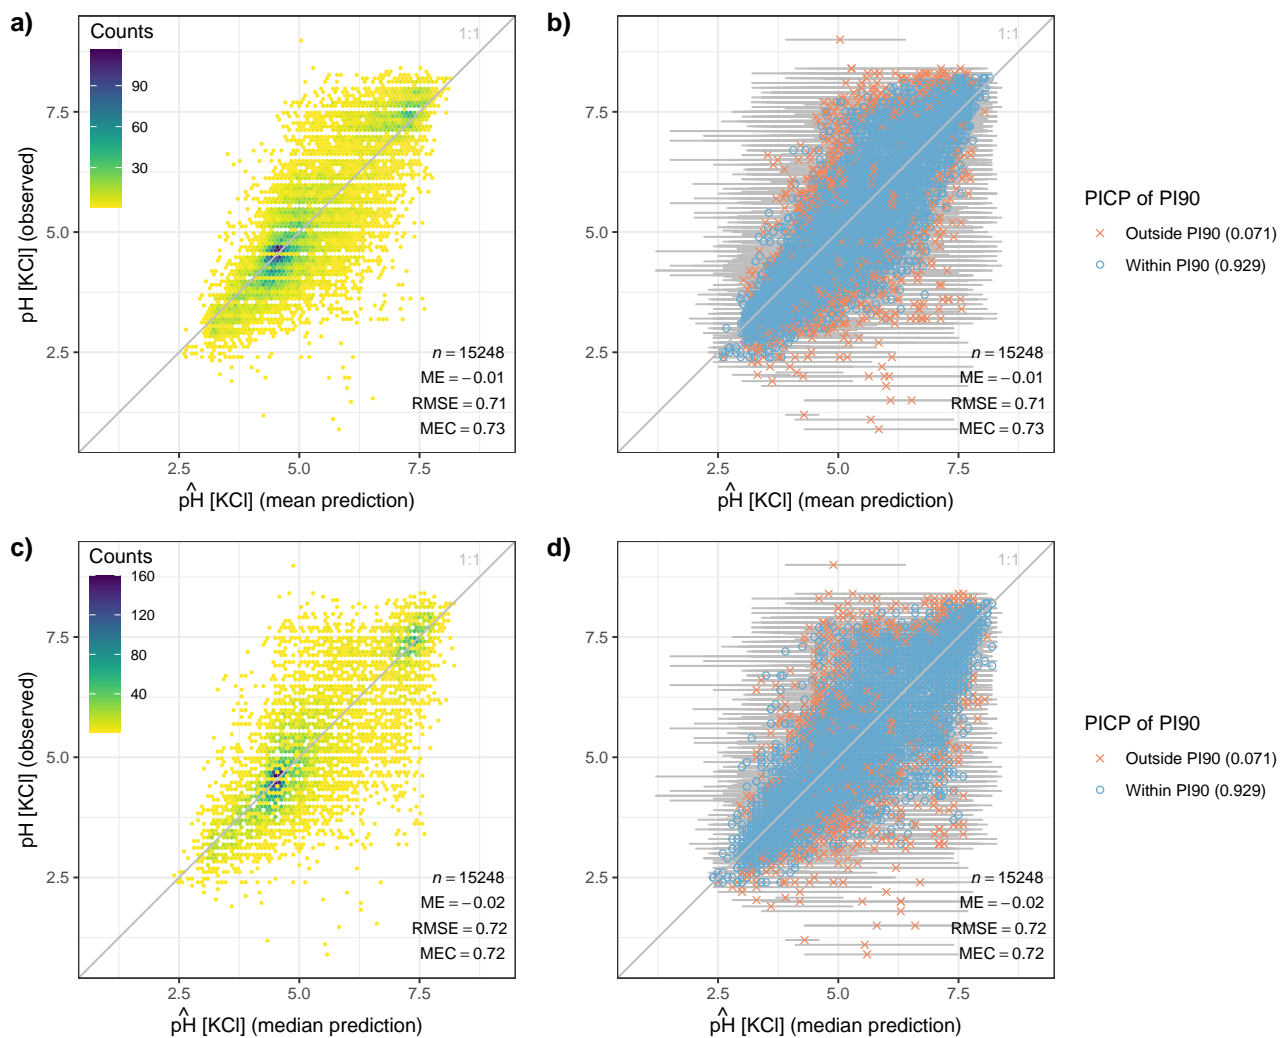 a)
Counts
90
60
30
1:1
7.5
5.0
2.5
pH [KCl] (observed)
n = 15248
ME = −0.01
RMSE = 0.71
MEC = 0.73
2.5 5.0 7.5
pĤ [KCl] (mean prediction)
b)
1:1
7.5
5.0
2.5
n = 15248
ME = −0.01
RMSE = 0.71
MEC = 0.73
2.5 5.0 7.5
pĤ [KCl] (mean prediction)
PICP of PI90
Outside PI90 (0.071)
Within PI90 (0.929)
c)
Counts
160
120
80
40
1:1
7.5
5.0
2.5
pH [KCl] (observed)
n = 15248
ME = −0.02
RMSE = 0.72
MEC = 0.72
2.5 5.0 7.5
pĤ [KCl] (median prediction)
d)
1:1
7.5
5.0
2.5
n = 15248
ME = −0.02
RMSE = 0.72
MEC = 0.72
2.5 5.0 7.5
pĤ [KCl] (median prediction)
PICP of PI90
Outside PI90 (0.071)
Within PI90 (0.929)